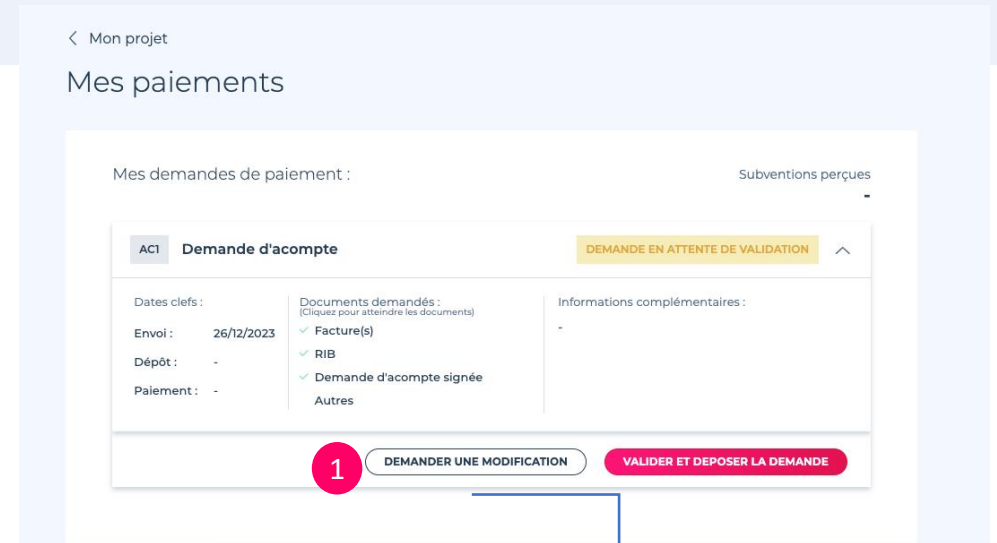 Mon projet
Mes paiements
Mes demandes de paiement :
Subventions perçues
-
AC1 Demande d'acompte
DEMANDE EN ATTENTE DE VALIDATION
Dates clefs :
Envoi : 26/12/2023
Dépôt : -
Paiement : -
Documents demandés :
(Cliquez pour atteindre les documents)
Facture(s)
RIB
Demande d'acompte signée
Autres
Informations complémentaires :
-
1
DEMANDER UNE MODIFICATION
VALIDER ET DEPOSER LA DEMANDE